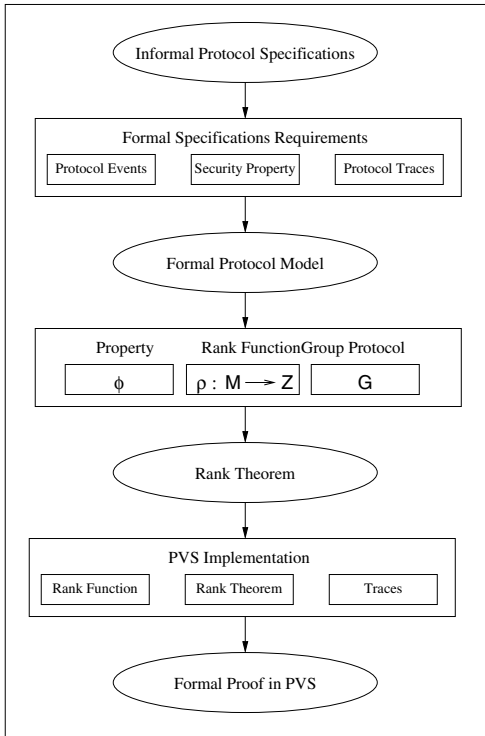 Informal Protocol Specifications
Formal Specifications Requirements
Protocol Events Security Property Protocol Traces
Formal Protocol Model
Property Rank FunctionGroup Protocol
ϕ ρ : M ⟶ Z G
Rank Theorem
PVS Implementation
Rank Function Rank Theorem Traces
Formal Proof in PVS